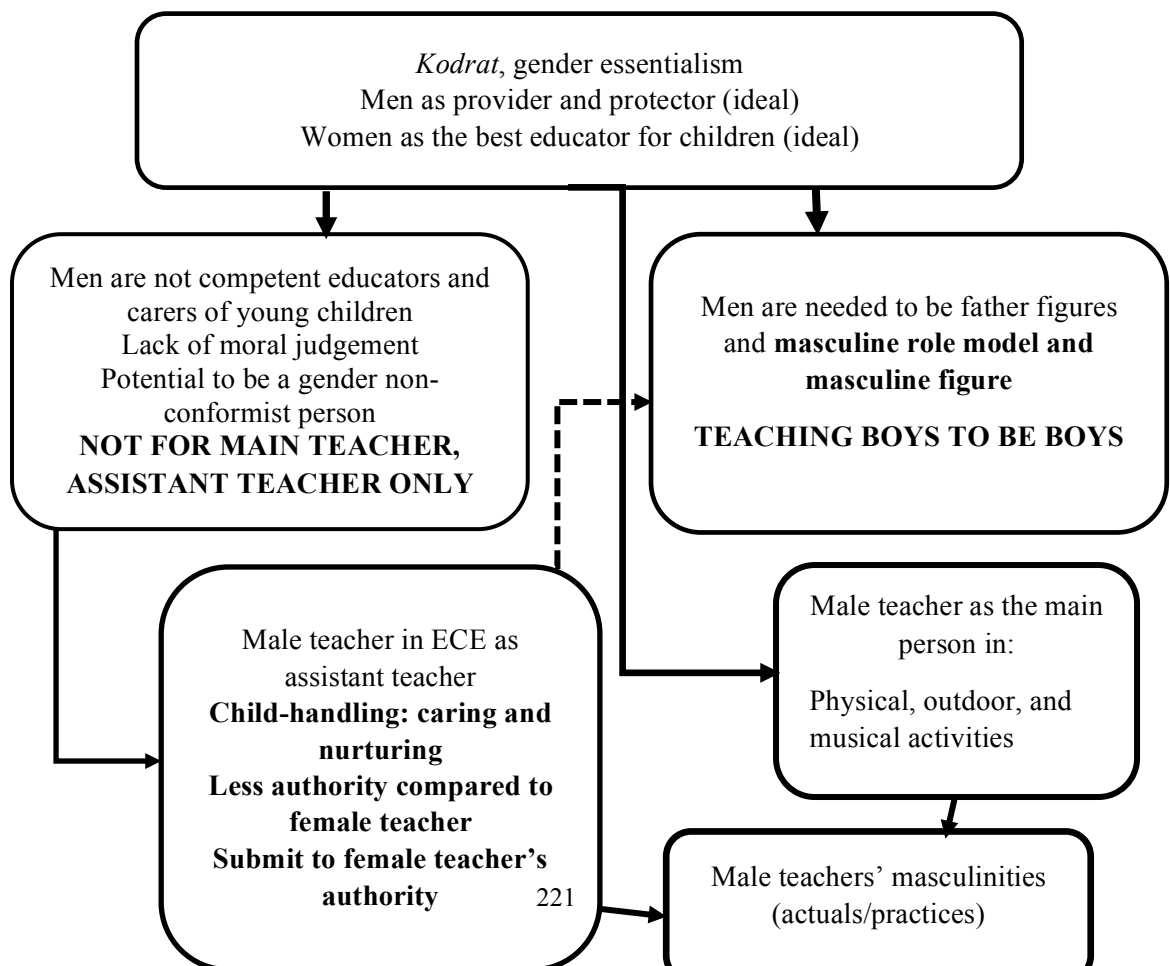 Kodrat, gender essentialism
Men as provider and protector (ideal)
Women as the best educator for children (ideal)
Men are not competent educators and
carers of young children
Lack of moral judgement
Potential to be a gender non-
conformist person
NOT FOR MAIN TEACHER,
ASSISTANT TEACHER ONLY
Men are needed to be father figures
and masculine role model and
masculine figure
TEACHING BOYS TO BE BOYS
Male teacher in ECE as
assistant teacher
Child-handling: caring and
nurturing
Less authority compared to
female teacher
Submit to female teacher’s
authority
221
Male teacher as the main
person in:
Physical, outdoor, and
musical activities
Male teachers’ masculinities
(actuals/practices)